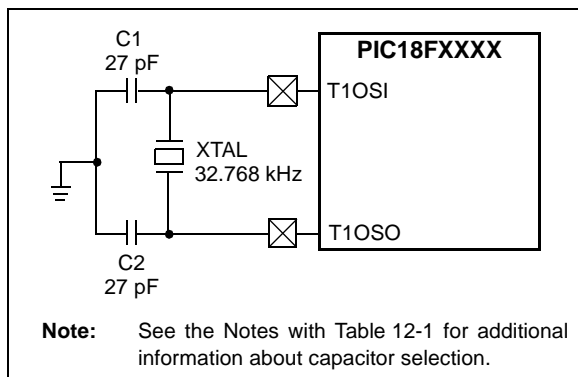 C1
27 pF
PIC18FXXXX
T1OSI
XTAL
32.768 kHz
T1OSO
C2
27 pF
Note: See the Notes with Table 12-1 for additional
information about capacitor selection.